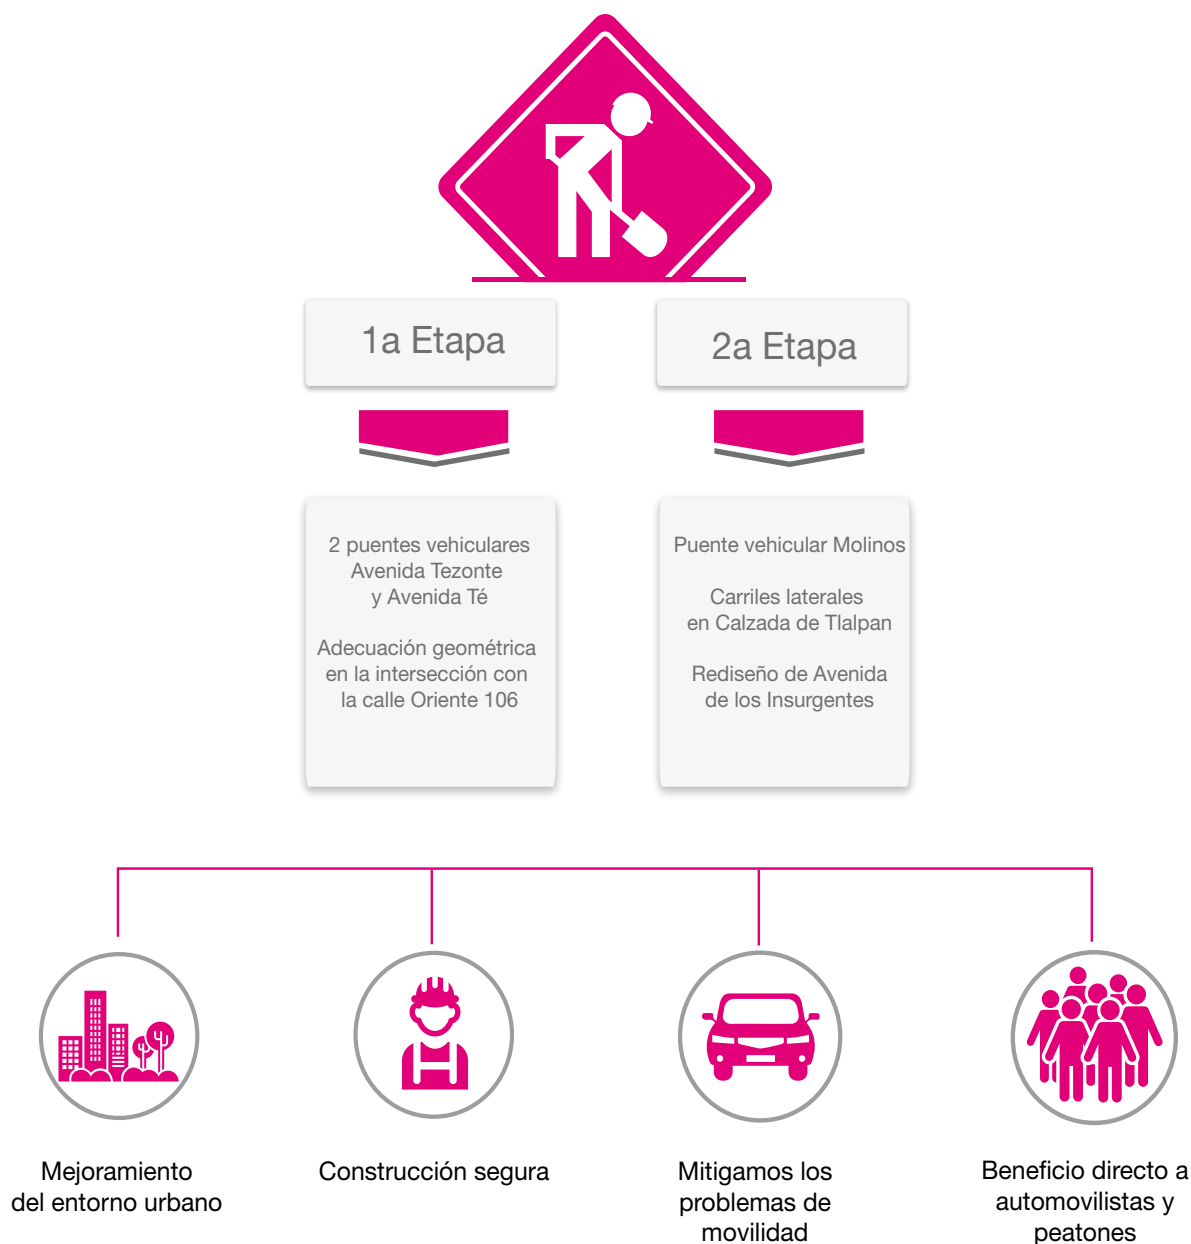 1a Etapa
2a Etapa
2 puentes vehiculares
Avenida Tezonte
y Avenida Té
Adecuación geométrica
en la intersección con
la calle Oriente 106
Puente vehicular Molinos
Carriles laterales
en Calzada de Tlalpan
Rediseño de Avenida
de los Insurgentes
Mejoramiento
del entorno urbano
Construcción segura
Mitigamos los
problemas de
movilidad
Beneficio directo a
automovilistas y
peatones